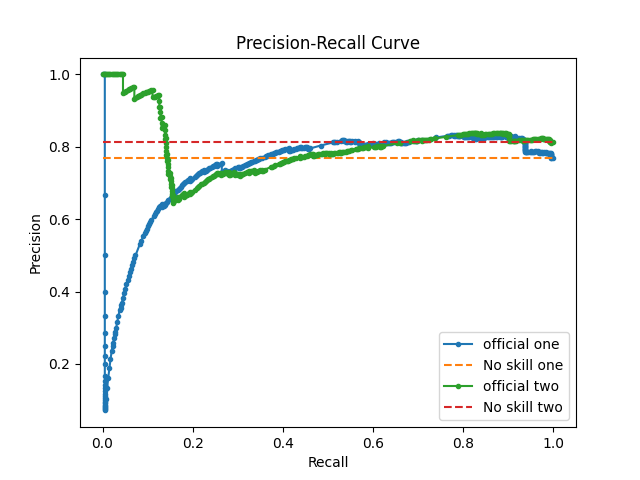 Precision-Recall Curve
Precision
1.0
0.8
0.6
0.4
0.2
0.0 0.2 0.4 0.6 0.8 1.0
Recall
official one
No skill one
official two
No skill two